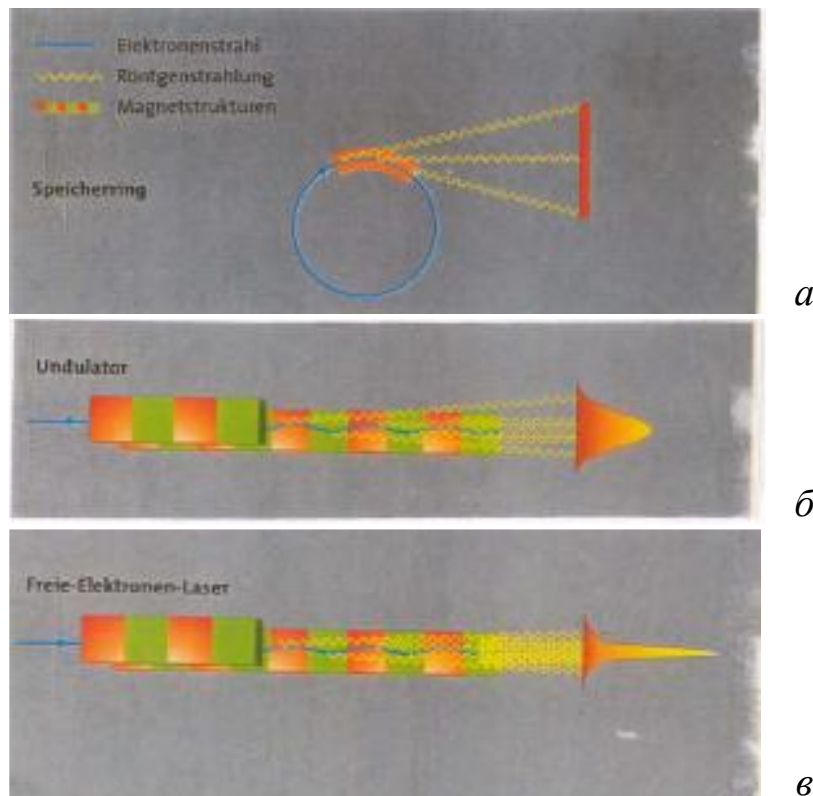 Elektronenstrahl
Röntgenstrahlung
Magnetstrukturen
Speicherring
а
Undulator
б
Freie-Elektronen-Laser
в